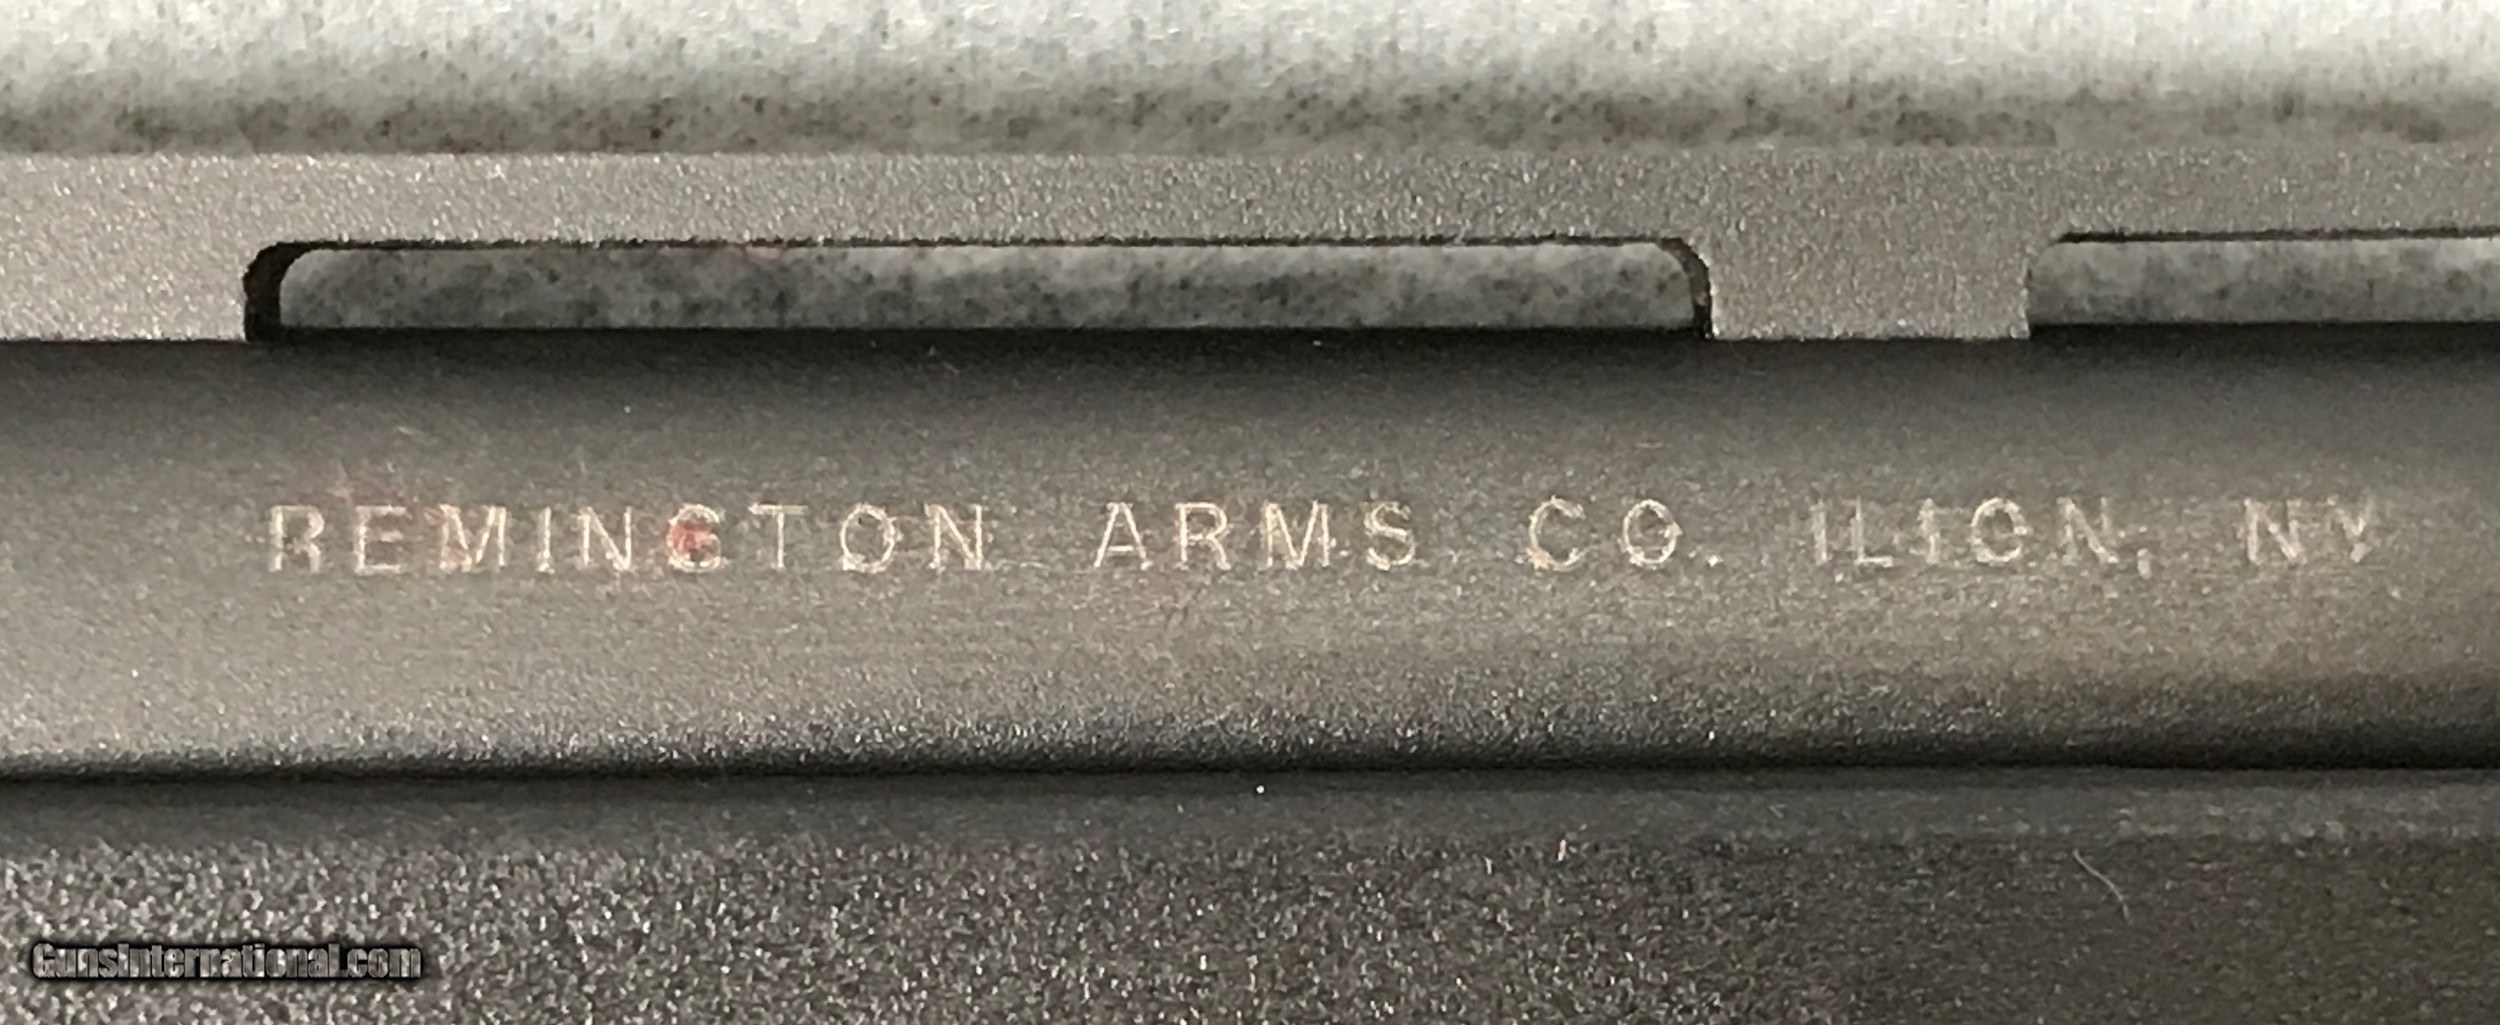 REMINGTON ARMS CO. ILION, NY
GunsInternational.com